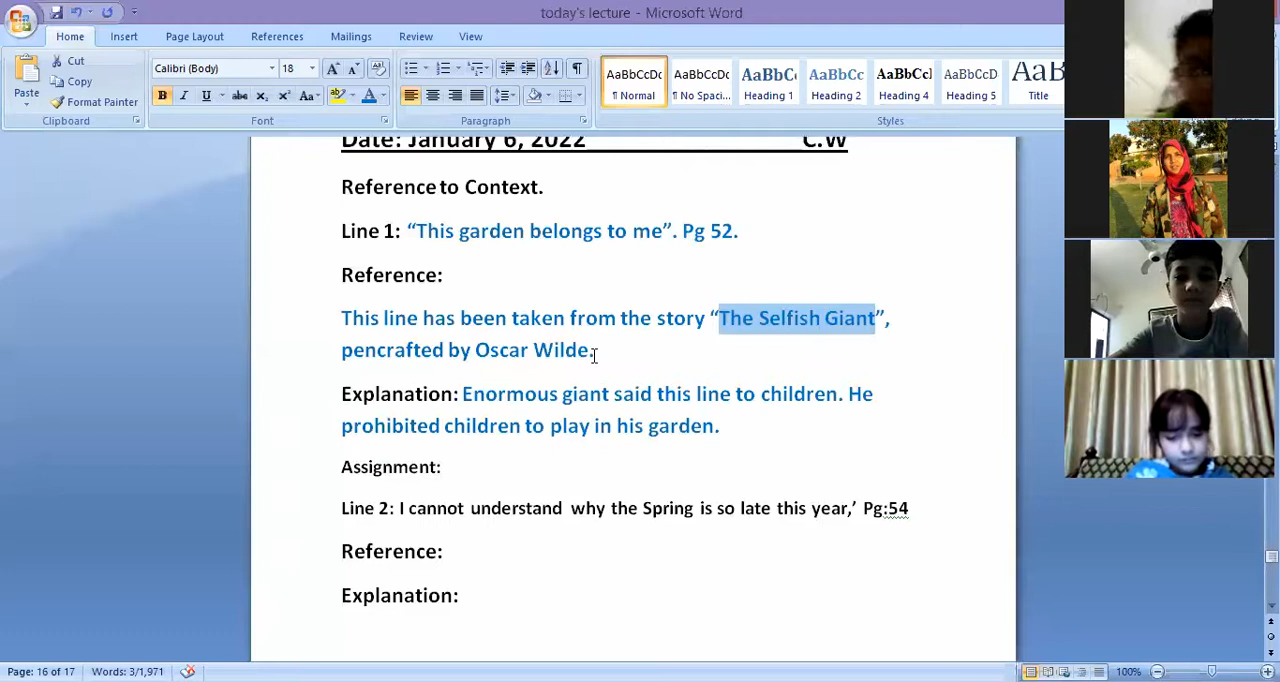 today's lecture - Microsoft Word
Home Insert Page Layout References Mailings Review View
Paste
Cut
Copy
Format Painter
Clipboard
Calibri (Body) 18
Font
Paragraph
AaBbCcDc AaBbCcDc AaBbC AaBbCc AaBbCcI AaBbCcD AaB
¶ Normal ¶ No Spaci... Heading 1 Heading 2 Heading 4 Heading 5 Title
Styles
Date: January 6, 2022 C.W
Reference to Context.
Line 1: “This garden belongs to me”. Pg 52.
Reference:
This line has been taken from the story “The Selfish Giant”,
pencrafted by Oscar Wilde.
Explanation: Enormous giant said this line to children. He
prohibited children to play in his garden.
Assignment:
Line 2: I cannot understand why the Spring is so late this year,’ Pg:54
Reference:
Explanation:
Page: 16 of 17 Words: 3/1,971 100%